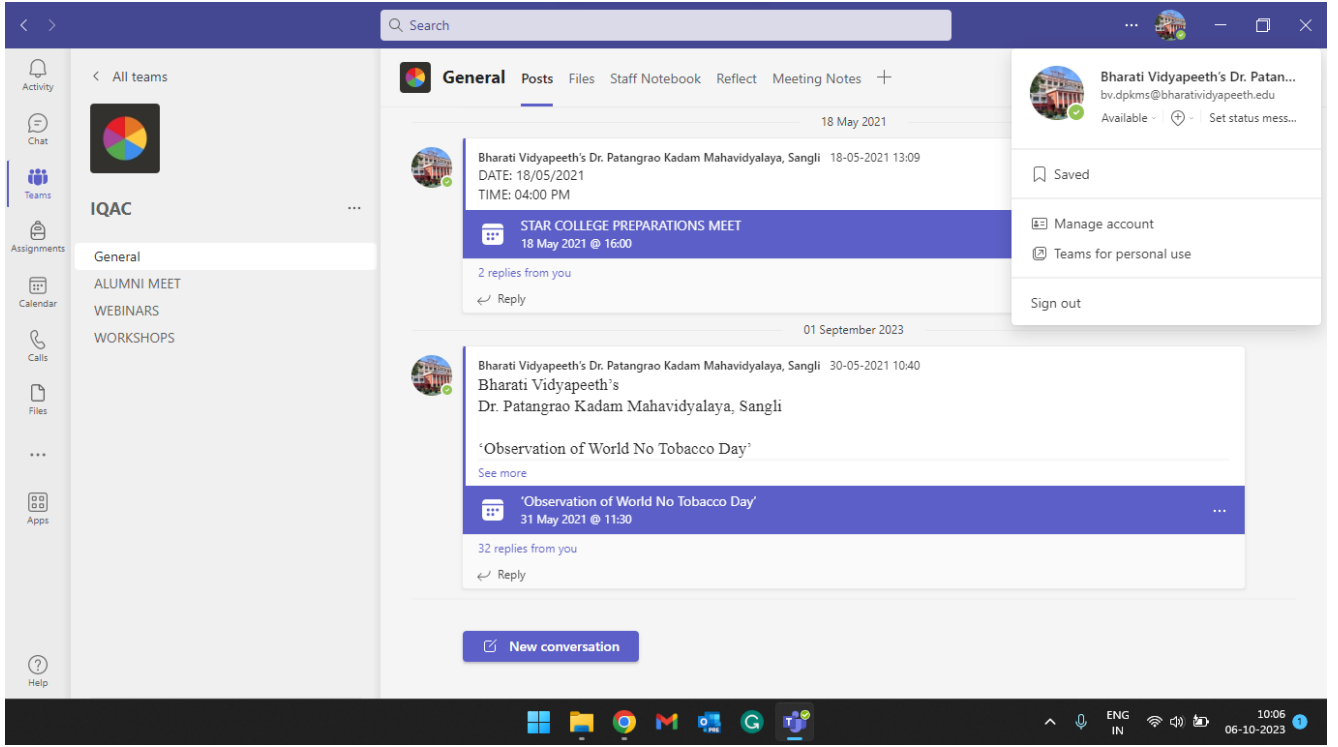 Search
...
Activity
Chat
Teams
Assignments
Calendar
Calls
Files
...
Apps
Help
All teams
IQAC
...
General
ALUMNI MEET
WEBINARS
WORKSHOPS
General Posts Files Staff Notebook Reflect Meeting Notes
18 May 2021
Bharati Vidyapeeth's Dr. Patangrao Kadam Mahavidyalaya, Sangli 18-05-2021 13:09
DATE: 18/05/2021
TIME: 04:00 PM
STAR COLLEGE PREPARATIONS MEET
18 May 2021 @ 16:00
2 replies from you
Reply
01 September 2023
Bharati Vidyapeeth's Dr. Patangrao Kadam Mahavidyalaya, Sangli 30-05-2021 10:40
Bharati Vidyapeeth's
Dr. Patangrao Kadam Mahavidyalaya, Sangli
‘Observation of World No Tobacco Day’
See more
‘Observation of World No Tobacco Day’
31 May 2021 @ 11:30
...
32 replies from you
Reply
New conversation
Bharati Vidyapeeth's Dr. Patan...
bv.dpkms@bharatividyapeeth.edu
Available Set status mess...
Saved
Manage account
Teams for personal use
Sign out
ENG
IN
10:06
06-10-2023
1